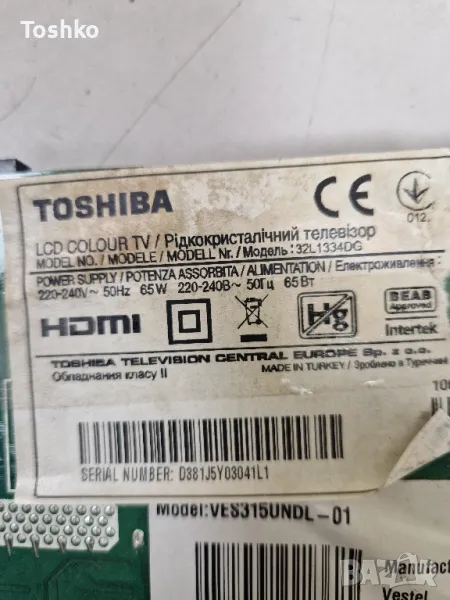 Toshko
TOSHIBA
CE
012
LCD COLOUR TV / Рідкокристалічний телевізор
MODEL NO. / MODELE / MODELL Nr. / Модель: 32L1334DG
POWER SUPPLY / POTENZA ASSORBITA / ALIMENTATION / Електроживлення:
220-240V~ 50Hz 65W 220-240В~ 50Гц 65Вт
HDMI
Hg
BEAB
Approved
Intertek
TOSHIBA TELEVISION CENTRAL EUROPE Sp. z o.o.
Обладнання класу II
MADE IN TURKEY / Зроблено в Туреччині
100
SERIAL NUMBER: D381J5Y03041L1
Model:VES315UNDL-01
Manufact
Vestel